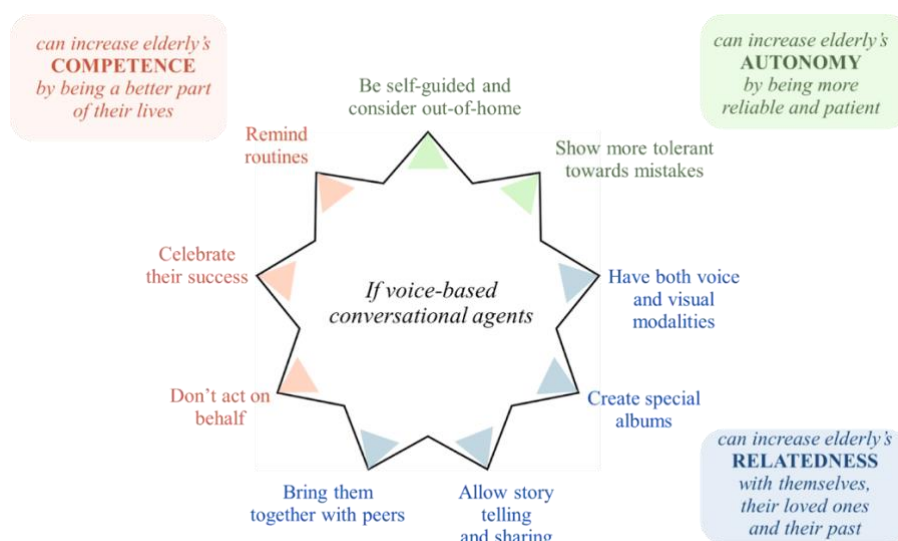 can increase elderly's
COMPETENCE
by being a better part
of their lives
can increase elderly's
AUTONOMY
by being more
reliable and patient
Be self-guided and
consider out-of-home
Remind
routines
Show more tolerant
towards mistakes
Celebrate
their success
If voice-based
conversational agents
Have both voice
and visual
modalities
Don't act on
behalf
Create special
albums
Bring them
together with peers
Allow story
telling
and sharing
can increase elderly's
RELATEDNESS
with themselves,
their loved ones
and their past